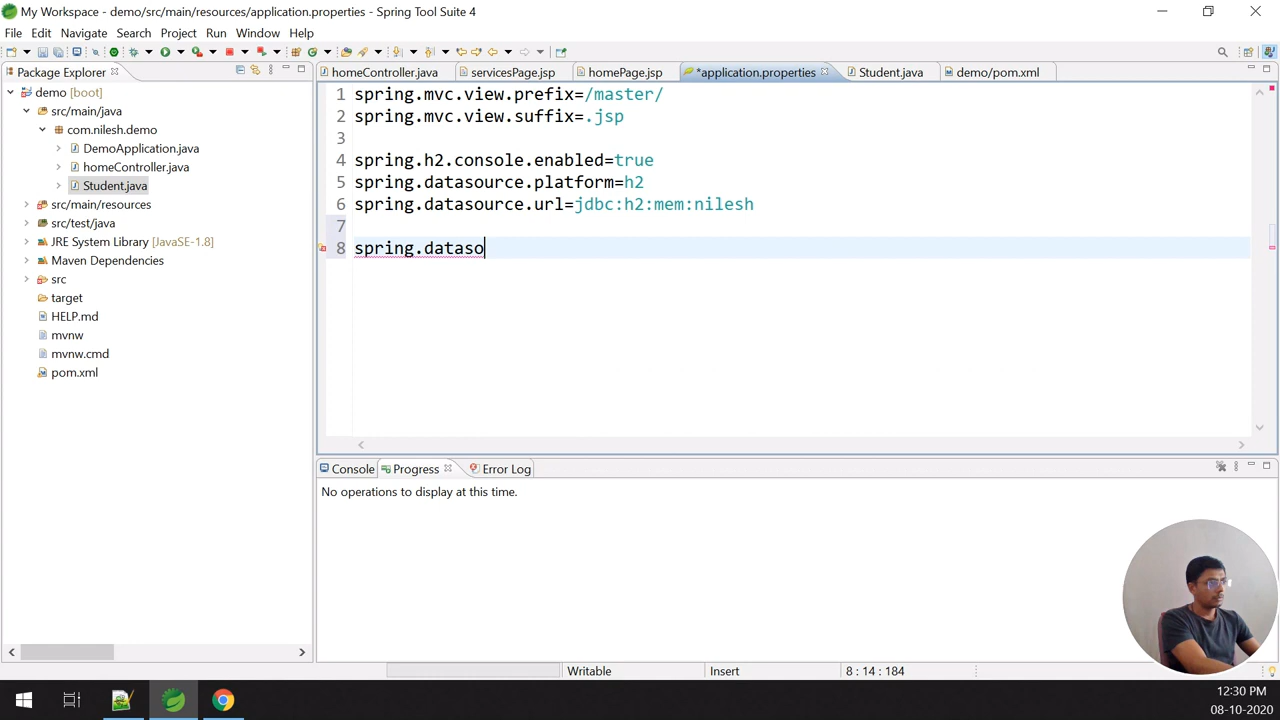 My Workspace - demo/src/main/resources/application.properties - Spring Tool Suite 4
File Edit Navigate Search Project Run Window Help
Package Explorer
homeController.java servicesPage.jsp homePage.jsp *application.properties Student.java demo/pom.xml
demo [boot]
src/main/java
com.nilesh.demo
DemoApplication.java
homeController.java
Student.java
src/main/resources
src/test/java
JRE System Library [JavaSE-1.8]
Maven Dependencies
src
target
HELP.md
mvnw
mvnw.cmd
pom.xml
1 spring.mvc.view.prefix=/master/
2 spring.mvc.view.suffix=.jsp
3
4 spring.h2.console.enabled=true
5 spring.datasource.platform=h2
6 spring.datasource.url=jdbc:h2:mem:nilesh
7
8 spring.dataso
Console Progress Error Log
No operations to display at this time.
Writable Insert 8 : 14 : 184
12:30 PM
08-10-2020